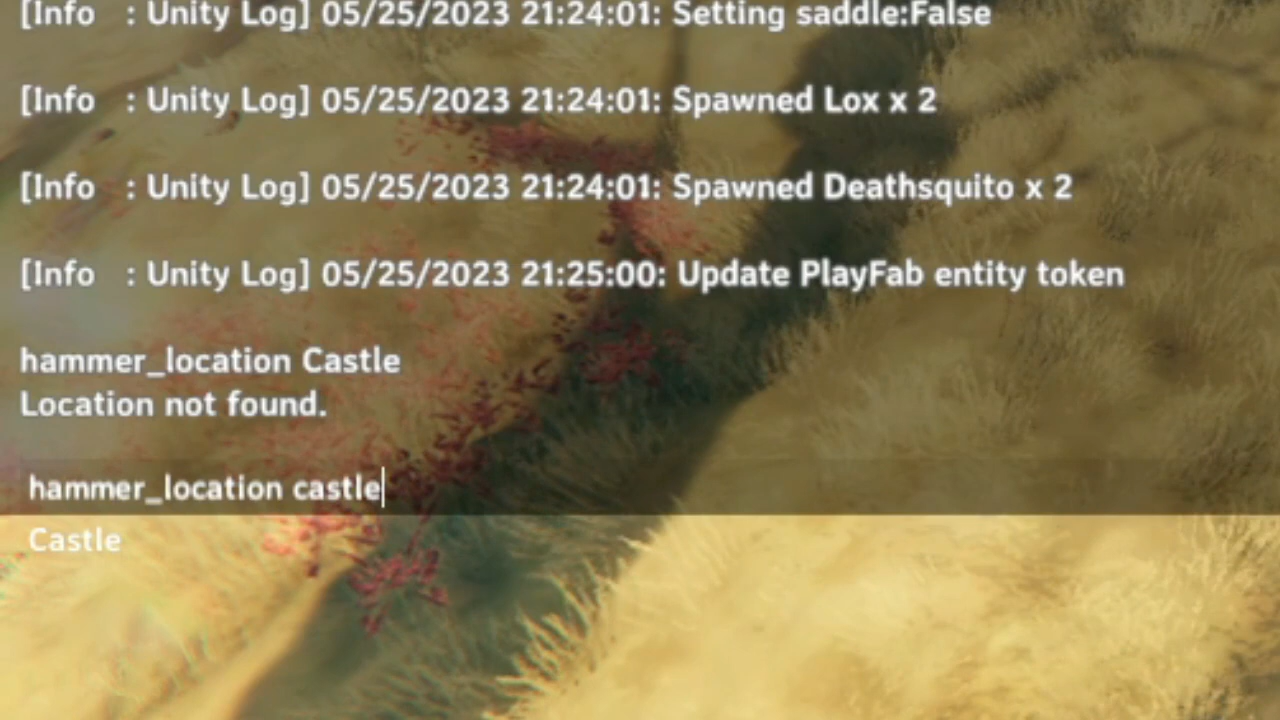 [Info   : Unity Log] 05/25/2023 21:24:01: Setting saddle:False
[Info   : Unity Log] 05/25/2023 21:24:01: Spawned Lox x 2
[Info   : Unity Log] 05/25/2023 21:24:01: Spawned Deathsquito x 2
[Info   : Unity Log] 05/25/2023 21:25:00: Update PlayFab entity token
hammer_location Castle
Location not found.
hammer_location castle
Castle